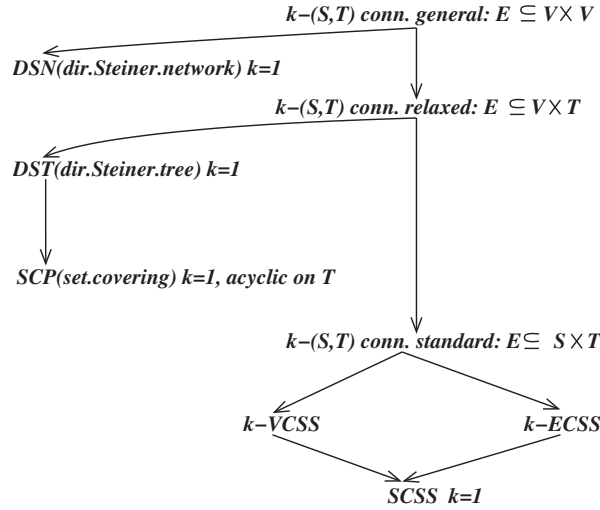 k−(S,T) conn. general: E ⊆ V×V
DSN(dir.Steiner.network) k=1
k−(S,T) conn. relaxed: E ⊆ V×T
DST(dir.Steiner.tree) k=1
SCP(set.covering) k=1, acyclic on T
k−(S,T) conn. standard: E⊆ S×T
k−VCSS
k−ECSS
SCSS k=1